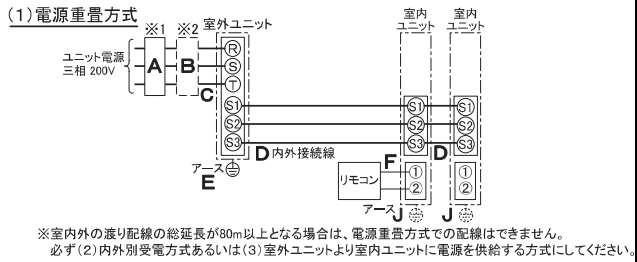 (1)電源重畳方式
※1 ※2 室外ユニット 室内ユニット 室内ユニット
ユニット電源
三相 200V
A B C
R
S
T
S1 S1 S1
S2 S2 S2
S3 S3 S3
D 内外接続線 D
アース
E
リモコン F ① ①
② ②
アース J J
※室内外の渡り配線の総延長が80m以上となる場合は、電源重畳方式での配線はできません。
必ず(2)内外別受電方式あるいは(3)室外ユニットより室内ユニットに電源を供給する方式にしてください。